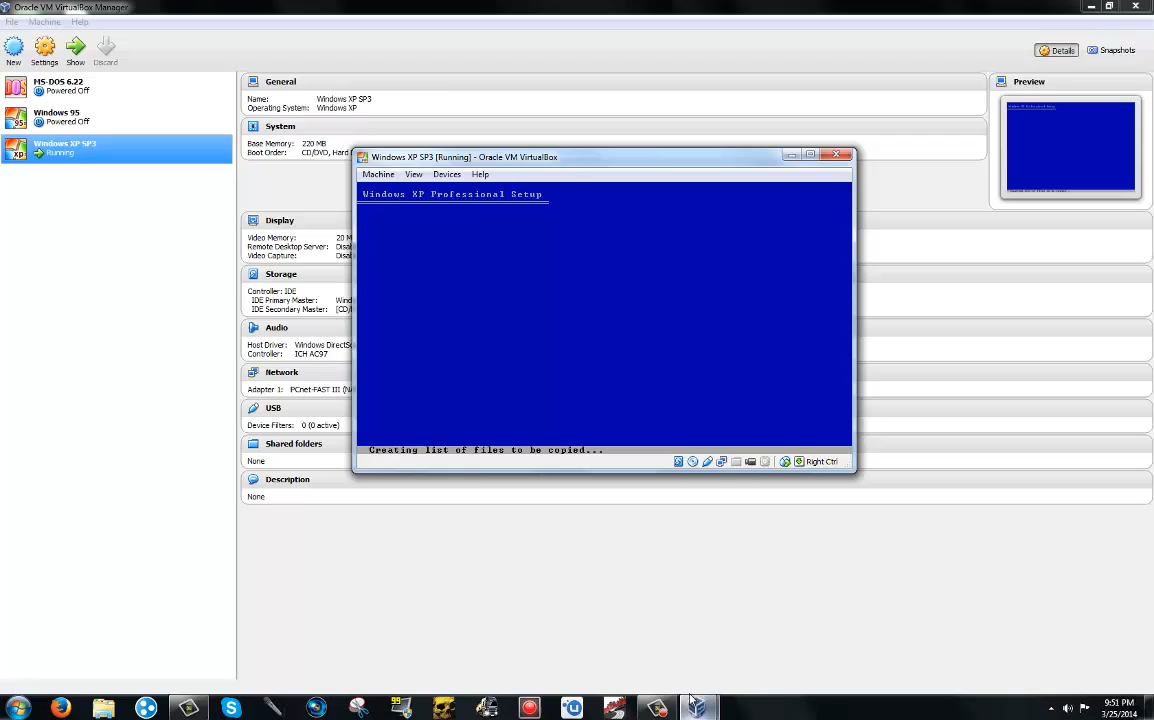 Oracle VM VirtualBox Manager
File Machine Help
New Settings Show Discard
Details Snapshots
MS-DOS 6.22
Powered Off
Windows 95
Powered Off
Windows XP SP3
Running
General
Name: Windows XP SP3
Operating System: Windows XP
System
Base Memory: 220 MB
Boot Order: CD/DVD, Hard
Preview
Windows XP SP3 [Running] - Oracle VM VirtualBox
Machine View Devices Help
Windows XP Professional Setup
Creating list of files to be copied...
Right Ctrl
Display
Video Memory: 20 M
Remote Desktop Server: Disa
Video Capture: Disa
Storage
Controller: IDE
IDE Primary Master: Wind
IDE Secondary Master: [CD/
Audio
Host Driver: Windows DirectS
Controller: ICH AC97
Network
Adapter 1: PCnet-FAST III (N
USB
Device Filters: 0 (0 active)
Shared folders
None
Description
None
9:51 PM
3/25/2014